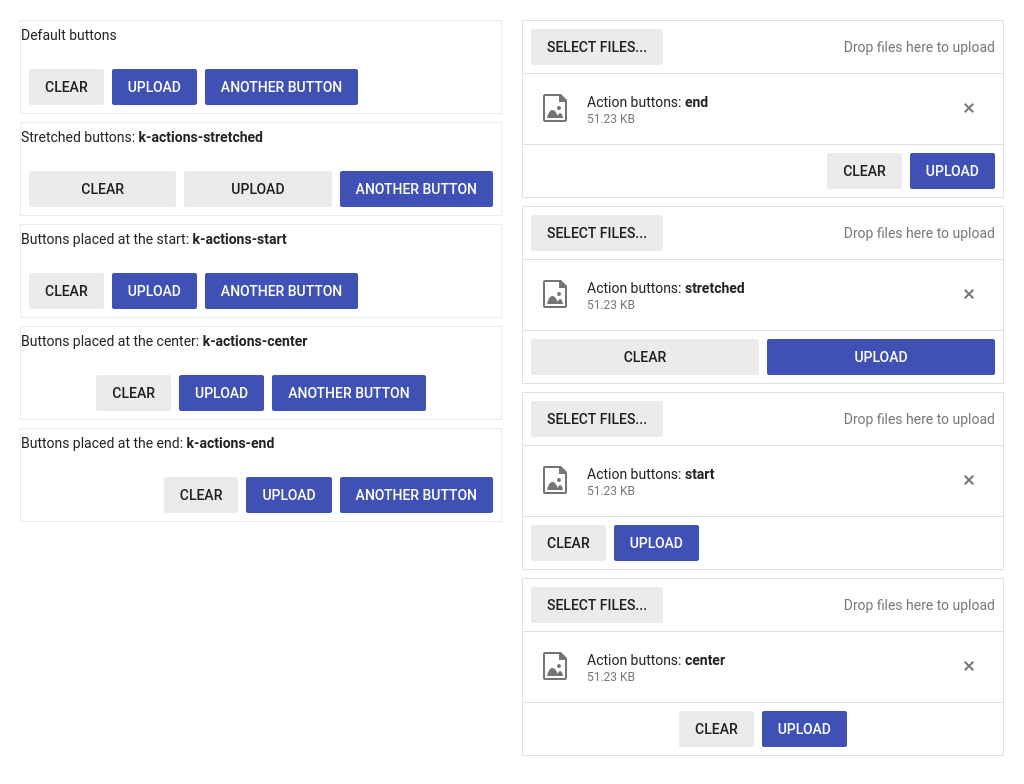 Default buttons
CLEAR UPLOAD ANOTHER BUTTON
Stretched buttons: k-actions-stretched
CLEAR UPLOAD ANOTHER BUTTON
Buttons placed at the start: k-actions-start
CLEAR UPLOAD ANOTHER BUTTON
Buttons placed at the center: k-actions-center
CLEAR UPLOAD ANOTHER BUTTON
Buttons placed at the end: k-actions-end
CLEAR UPLOAD ANOTHER BUTTON
SELECT FILES... Drop files here to upload
Action buttons: end
51.23 KB
CLEAR UPLOAD
SELECT FILES... Drop files here to upload
Action buttons: stretched
51.23 KB
CLEAR UPLOAD
SELECT FILES... Drop files here to upload
Action buttons: start
51.23 KB
CLEAR UPLOAD
SELECT FILES... Drop files here to upload
Action buttons: center
51.23 KB
CLEAR UPLOAD